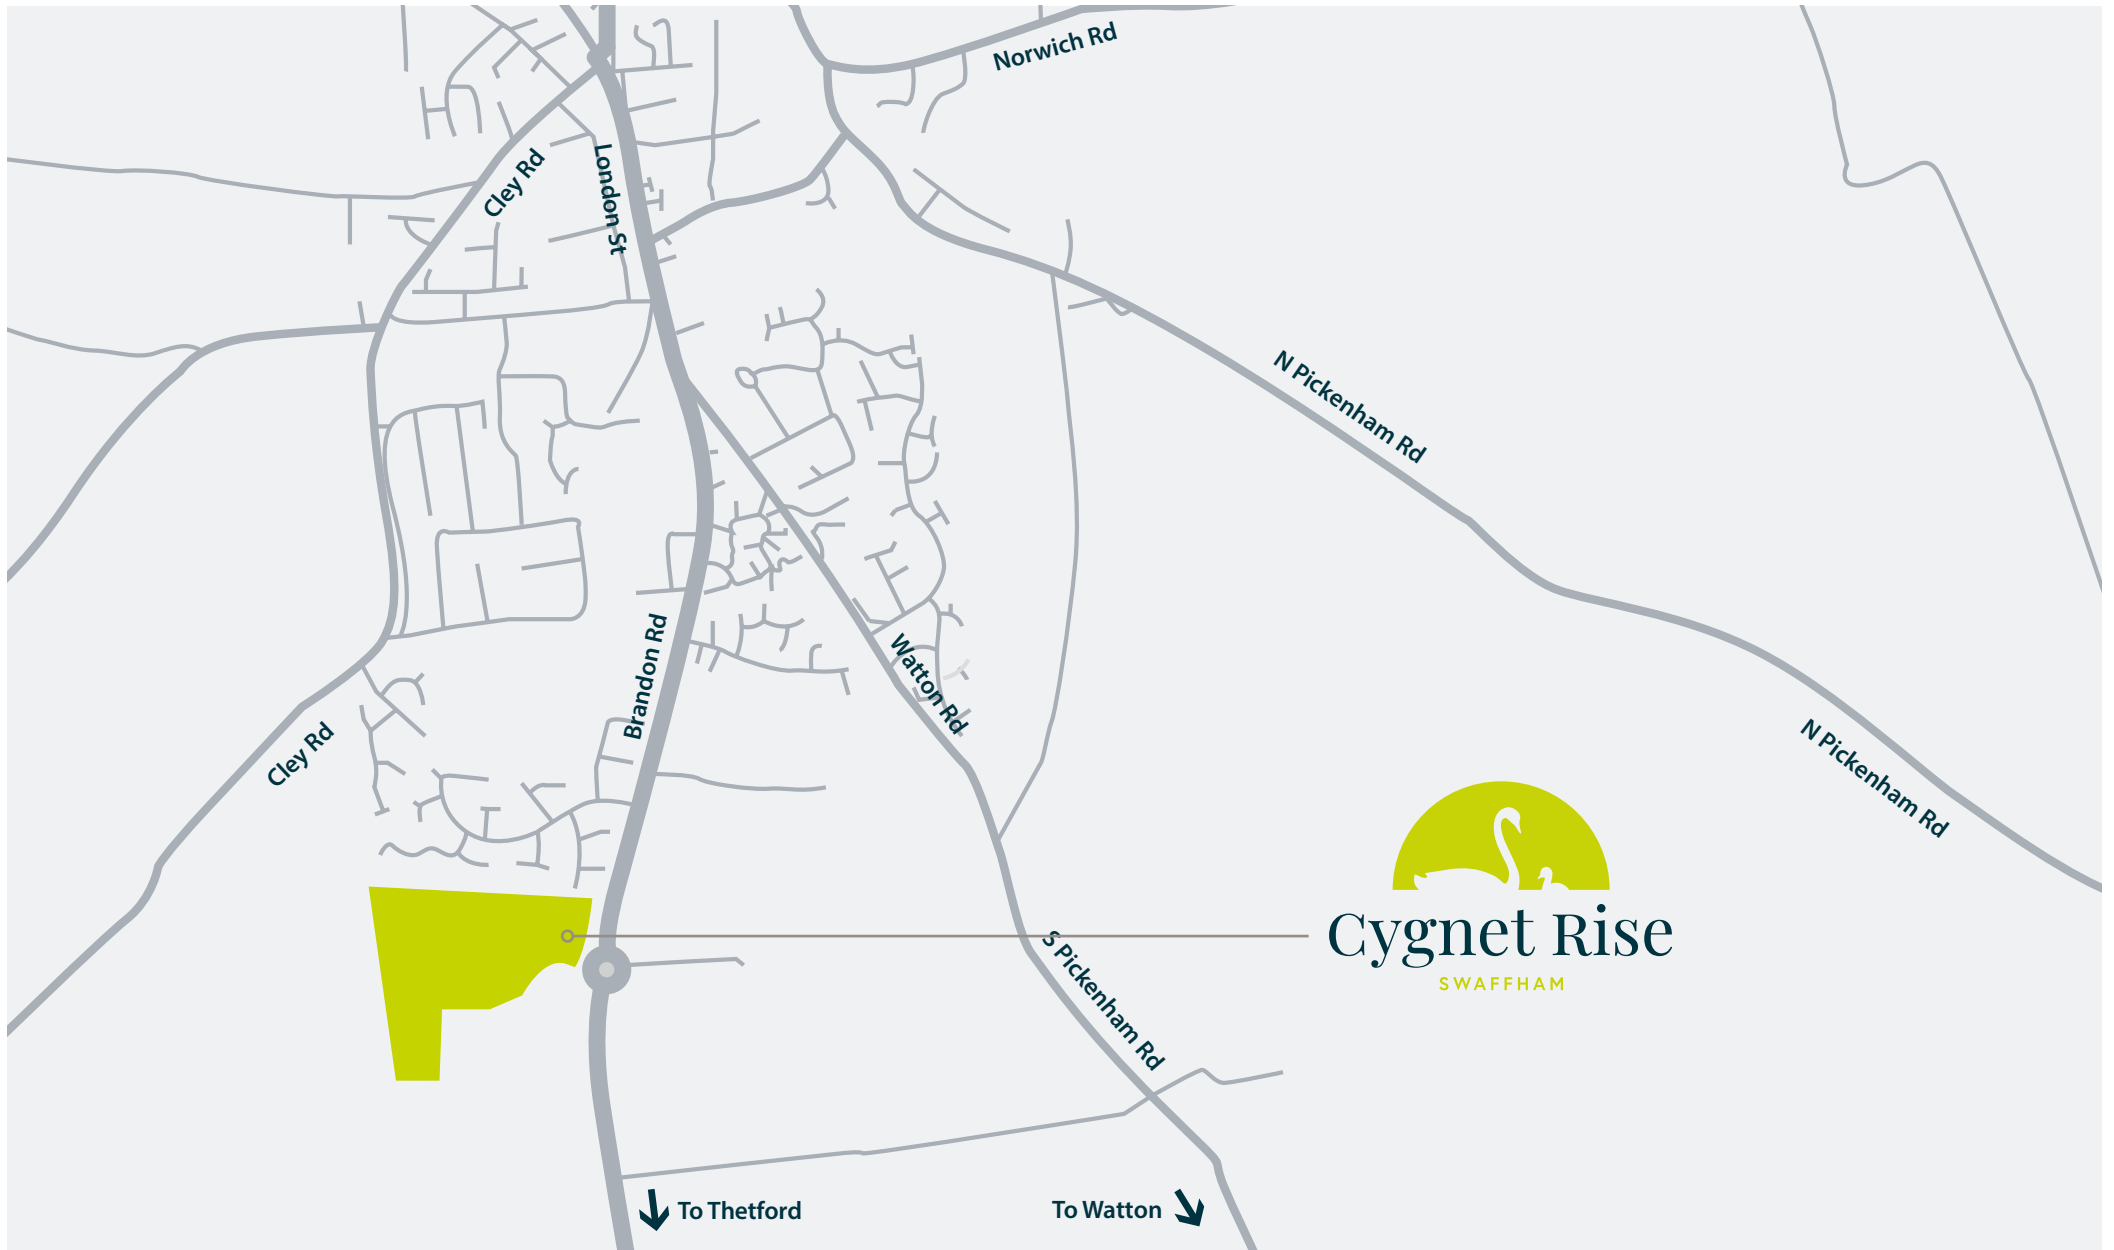 Norwich Rd
Cley Rd
London St
N Pickenham Rd
Brandon Rd
Watton Rd
Cley Rd
N Pickenham Rd
Cygnet Rise
SWAFFHAM
S Pickenham Rd
To Thetford
To Watton